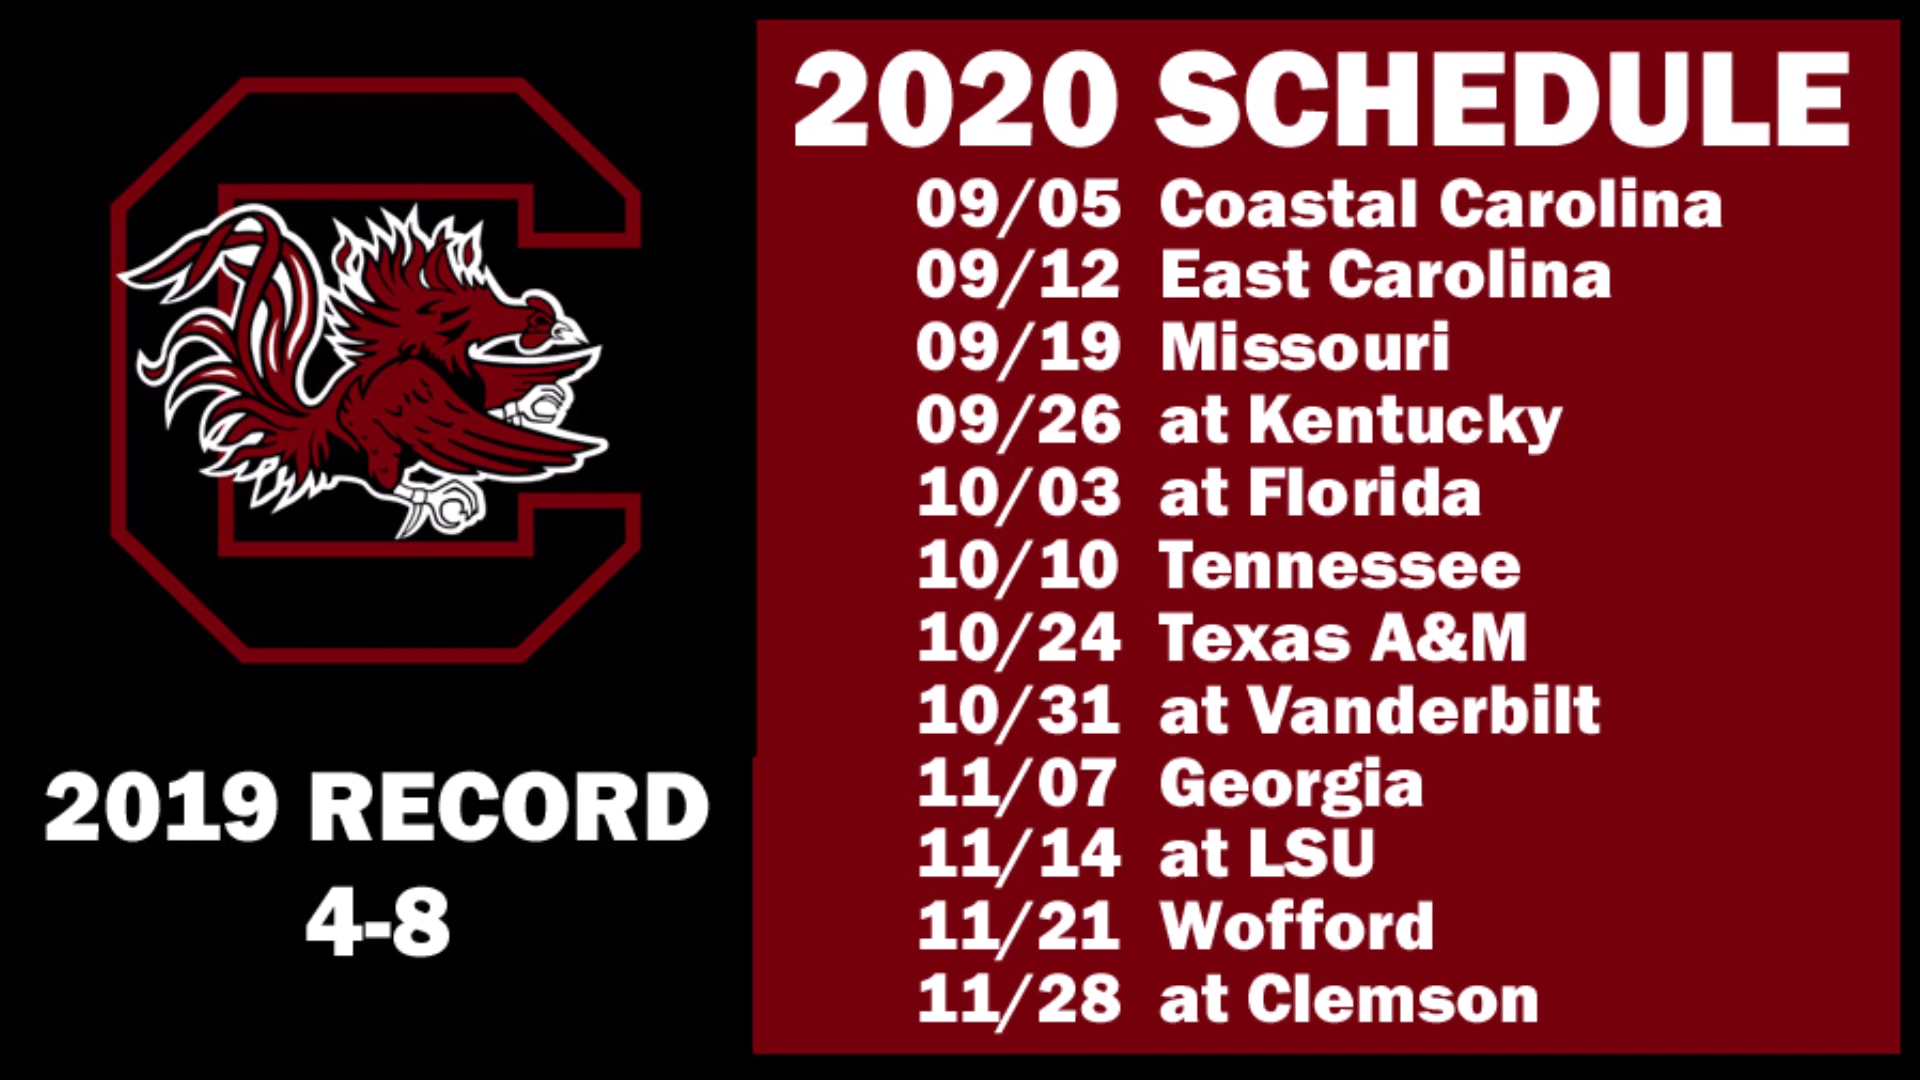 2020 SCHEDULE
09/05 Coastal Carolina
09/12 East Carolina
09/19 Missouri
09/26 at Kentucky
10/03 at Florida
10/10 Tennessee
10/24 Texas A&M
10/31 at Vanderbilt
11/07 Georgia
11/14 at LSU
11/21 Wofford
11/28 at Clemson
2019 RECORD
4-8